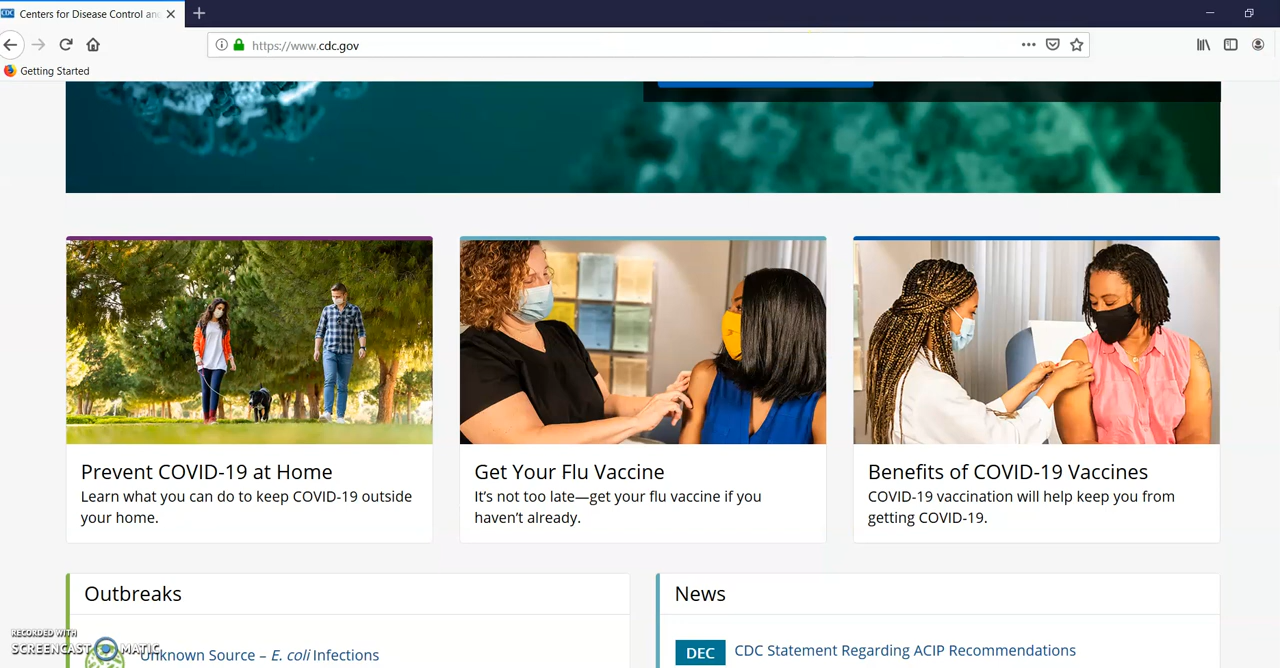 CDC Centers for Disease Control an
https://www.cdc.gov
Getting Started
Prevent COVID-19 at Home
Learn what you can do to keep COVID-19 outside
your home.
Get Your Flu Vaccine
It's not too late—get your flu vaccine if you
haven't already.
Benefits of COVID-19 Vaccines
COVID-19 vaccination will help keep you from
getting COVID-19.
Outbreaks
Unknown Source – E. coli Infections
News
DEC
CDC Statement Regarding ACIP Recommendations
RECORDED WITH
SCREENCAST MATIC